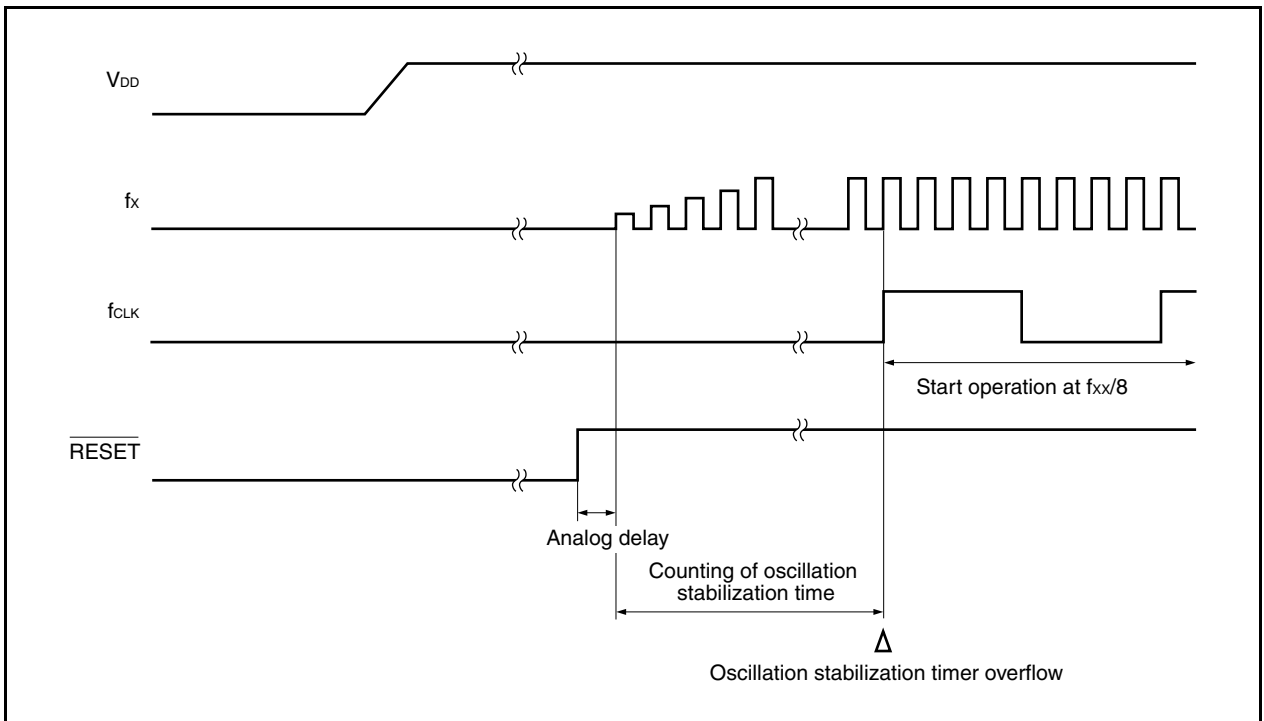 VDD
fX
fCLK
Start operation at fXX/8
RESET
Analog delay
Counting of oscillation
stabilization time
Oscillation stabilization timer overflow